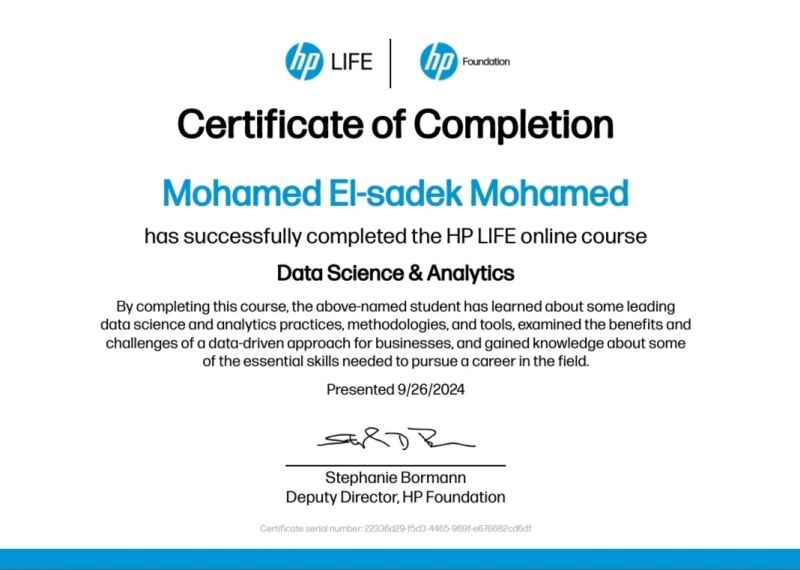 hp LIFE hp Foundation
Certificate of Completion
Mohamed El-sadek Mohamed
has successfully completed the HP LIFE online course
Data Science & Analytics
By completing this course, the above-named student has learned about some leading
data science and analytics practices, methodologies, and tools, examined the benefits and
challenges of a data-driven approach for businesses, and gained knowledge about some
of the essential skills needed to pursue a career in the field.
Presented 9/26/2024
Stephanie Bormann
Deputy Director, HP Foundation
Certificate serial number: 22336d29-f5d3-4465-969f-e676682cd6df